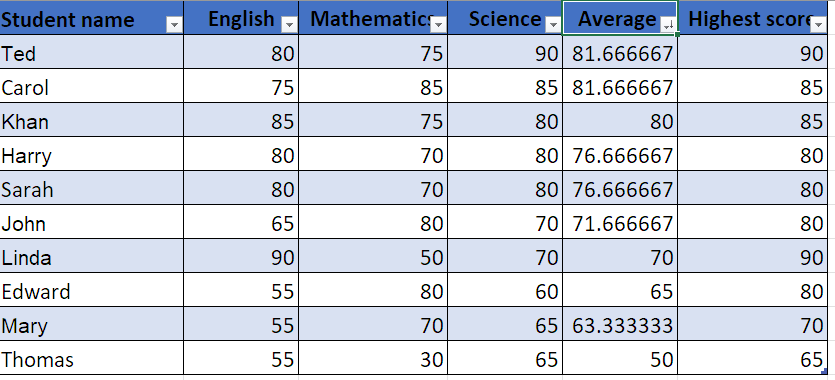 Student name English Mathematics Science Average Highest score
Ted 80 75 90 81.666667 90
Carol 75 85 85 81.666667 85
Khan 85 75 80 80 85
Harry 80 70 80 76.666667 80
Sarah 80 70 80 76.666667 80
John 65 80 70 71.666667 80
Linda 90 50 70 70 90
Edward 55 80 60 65 80
Mary 55 70 65 63.333333 70
Thomas 55 30 65 50 65